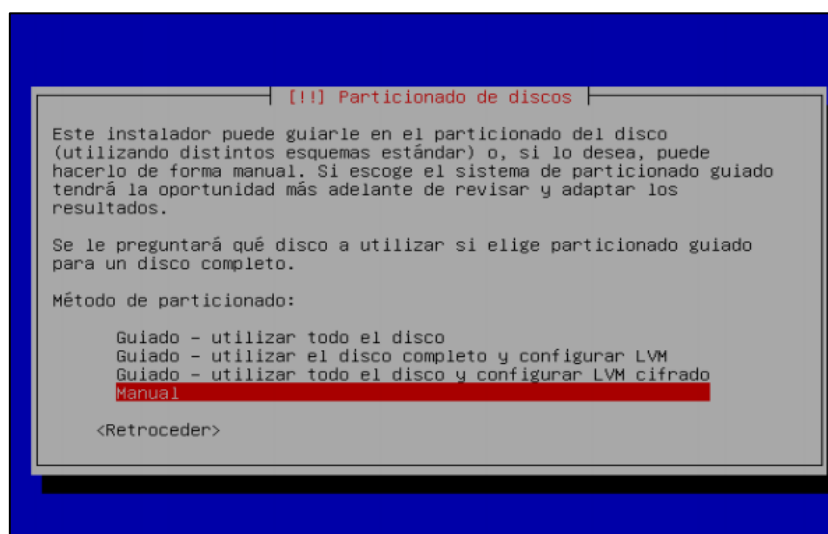 [!!] Particionado de discos
Este instalador puede guiarle en el particionado del disco
(utilizando distintos esquemas estándar) o, si lo desea, puede
hacerlo de forma manual. Si escoge el sistema de particionado guiado
tendrá la oportunidad más adelante de revisar y adaptar los
resultados.
Se le preguntará qué disco a utilizar si elige particionado guiado
para un disco completo.
Método de particionado:
Guiado – utilizar todo el disco
Guiado – utilizar el disco completo y configurar LVM
Guiado – utilizar todo el disco y configurar LVM cifrado
Manual
<Retroceder>